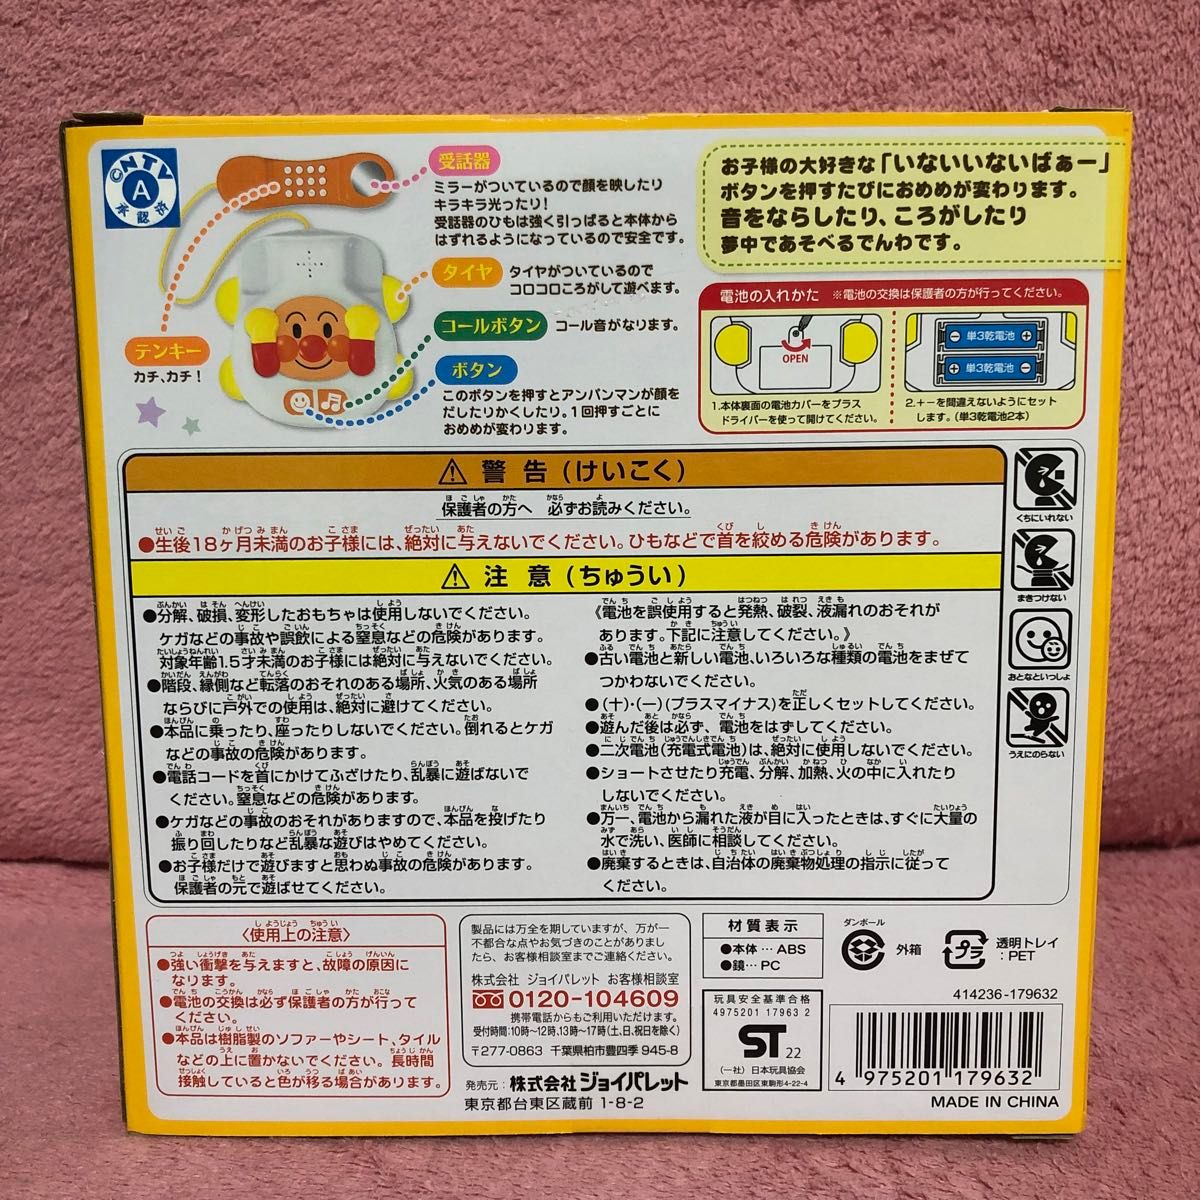 ©NTV
A
承認済
受話器
ミラーがついているので顔を映したり
キラキラ光ったり!
受話器のひもは強く引っぱると本体から
はずれるようになっているので安全です。
タイヤ
タイヤがついているので
コロコロころがして遊べます。
コールボタン
コール音がなります。
テンキー
カチ、カチ!
ボタン
このボタンを押すとアンパンマンが顔を
だしたりかくしたり。1回押すごとに
おめめが変わります。
お子様の大好きな「いないいないばぁー」
ボタンを押すたびにおめめが変わります。
音をならしたり、ころがしたり
夢中であそべるでんわです。
電池の入れかた ※電池の交換は保護者の方が行ってください。
OPEN
⊖ 単3乾電池 ⊕
⊕ 単3乾電池 ⊖
1.本体裏面の電池カバーをプラス
ドライバーを使って開けてください。
2.+-を間違えないようにセット
します。(単3乾電池2本)
⚠ 警告(けいこく)
保護者の方へ 必ずお読みください。
●生後18ヶ月未満のお子様には、絶対に与えないでください。ひもなどで首を絞める危険があります。
⚠ 注意(ちゅうい)
●分解、破損、変形したおもちゃは使用しないでください。
ケガなどの事故や誤飲による窒息などの危険があります。
対象年齢1.5才未満のお子様には絶対に与えないでください。
●階段、縁側など転落のおそれのある場所、火気のある場所
ならびに戸外での使用は、絶対に避けてください。
●本品に乗ったり、座ったりしないでください。倒れるとケガ
などの事故の危険があります。
●電話コードを首にかけてふざけたり、乱暴に遊ばないで
ください。窒息などの危険があります。
●ケガなどの事故のおそれがありますので、本品を投げたり
振り回したりなど乱暴な遊びはやめてください。
●お子様だけで遊びますと思わぬ事故の危険があります。
保護者の元で遊ばせてください。
《電池を誤使用すると発熱、破裂、液漏れのおそれが
あります。下記に注意してください。》
●古い電池と新しい電池、いろいろな種類の電池をまぜて
つかわないでください。
●(+)・(-)(プラスマイナス)を正しくセットしてください。
●遊んだ後は必ず、電池をはずしてください。
●二次電池(充電式電池)は、絶対に使用しないでください。
●ショートさせたり充電、分解、加熱、火の中に入れたり
しないでください。
●万一、電池から漏れた液が目に入ったときは、すぐに大量の
水で洗い、医師に相談してください。
●廃棄するときは、自治体の廃棄物処理の指示に従って
ください。
くちにいれない
まきつけない
おとなといっしょ
うえにのらない
〈使用上の注意〉
●強い衝撃を与えますと、故障の原因に
なります。
●電池の交換は必ず保護者の方が行って
ください。
●本品は樹脂製のソファーやシート、タイル
などの上に置かないでください。長時間
接触していると色が移る場合があります。
製品には万全を期していますが、万が一
不都合な点やお気づきのことがありまし
たら、お客様相談室までご連絡ください。
株式会社 ジョイパレット お客様相談室
0120-104609
携帯電話からもご利用いただけます。
受付時間:10時~12時、13時~17時(土、日、祝日を除く)
〒277-0863 千葉県柏市豊四季 945-8
発売元: 株式会社 ジョイパレット
東京都台東区蔵前 1-8-2
材質表示
●本体…ABS
●鏡…PC
玩具安全基準合格
4975201 17963 2
ST 22
(一社)日本玩具協会
東京都墨田区東駒形4-22-4
ダンボール
外箱
プラ
透明トレイ
:PET
414236-179632
4 975201 179632
MADE IN CHINA